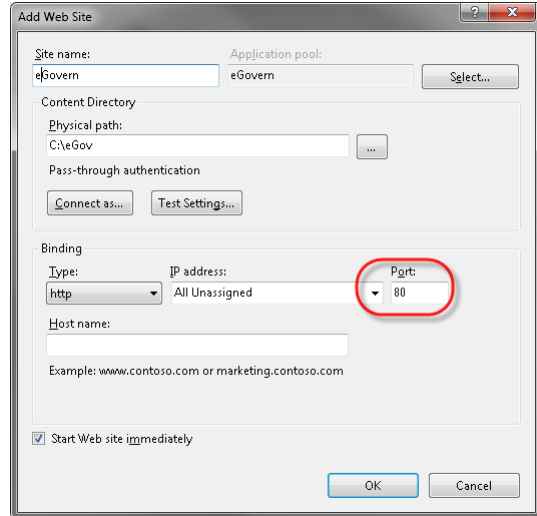 Add Web Site
Site name:
Application pool:
eGovern
eGovern
Select...
Content Directory
Physical path:
C:\eGov
...
Pass-through authentication
Connect as...
Test Settings...
Binding
Type:
IP address:
Port:
http
All Unassigned
80
Host name:
Example: www.contoso.com or marketing.contoso.com
Start Web site immediately
OK
Cancel